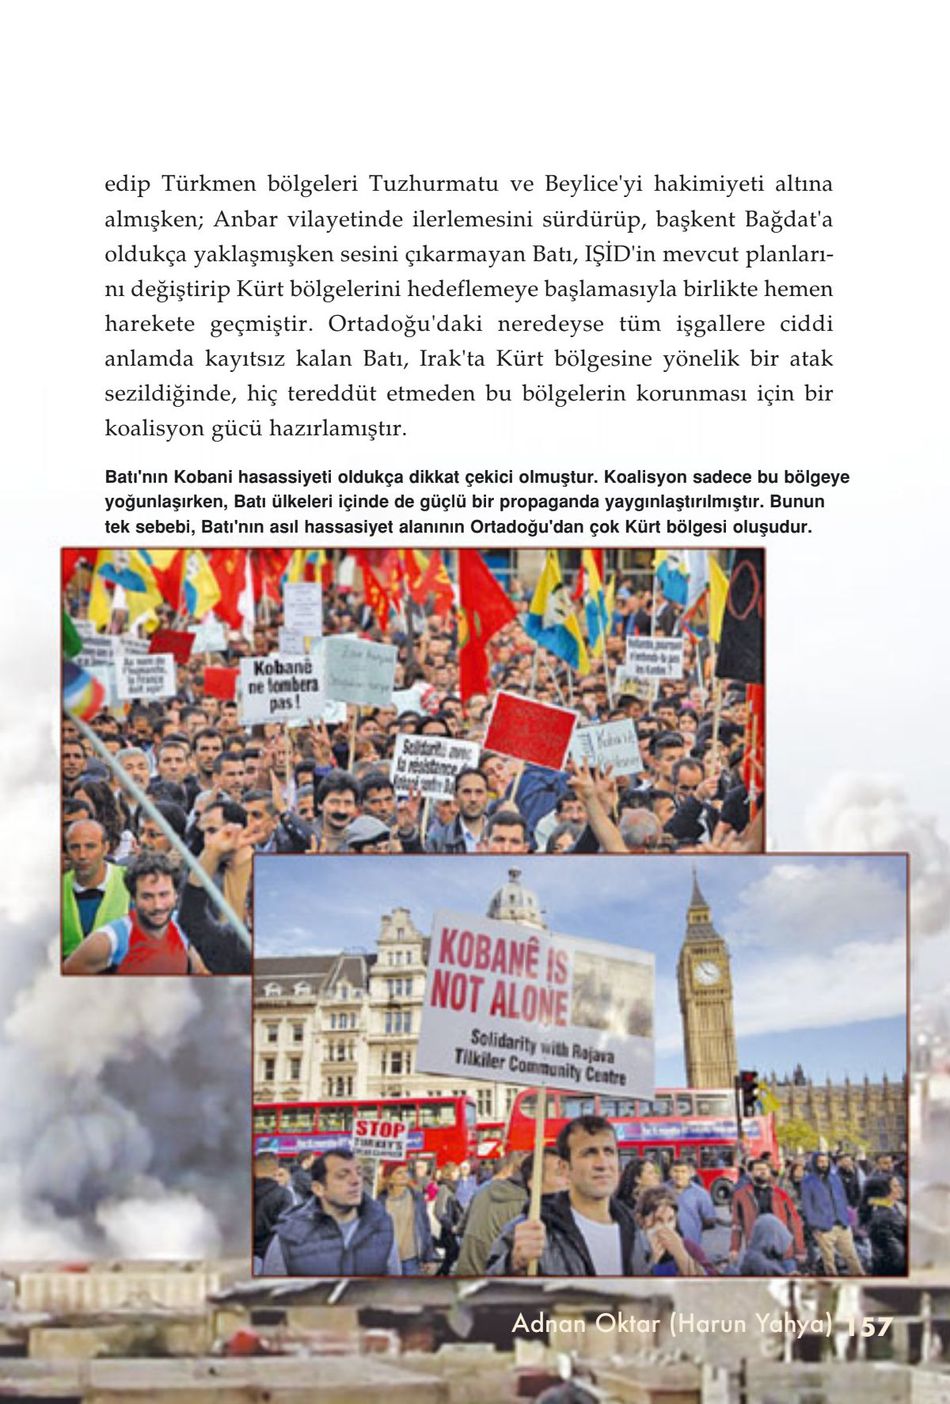 edip Türkmen bölgeleri Tuzhurmatu ve Beylice'yi hakimiyeti altına
almışken; Anbar vilayetinde ilerlemesini sürdürüp, başkent Bağdat'a
oldukça yaklaşmışken sesini çıkarmayan Batı, IŞİD'in mevcut planları-
nı değiştirip Kürt bölgelerini hedeflemeye başlamasıyla birlikte hemen
harekete geçmiştir. Ortadoğu'daki neredeyse tüm işgallere ciddi
anlamda kayıtsız kalan Batı, Irak'ta Kürt bölgesine yönelik bir atak
sezildiğinde, hiç tereddüt etmeden bu bölgelerin korunması için bir
koalisyon gücü hazırlamıştır.
Batı'nın Kobani hasassiyeti oldukça dikkat çekici olmuştur. Koalisyon sadece bu bölgeye
yoğunlaşırken, Batı ülkeleri içinde de güçlü bir propaganda yaygınlaştırılmıştır. Bunun
tek sebebi, Batı'nın asıl hassasiyet alanının Ortadoğu'dan çok Kürt bölgesi oluşudur.
Au nom de
l'humanité,
la France
doit agir!
Kobanê
ne tombera
pas !
Solidarité avec
la résistance de
KOBANÊ IS
NOT ALONE
Solidarity with Rojava
Tilkiler Community Centre
STOP
TURKEY'S
Adnan Oktar (Harun Yahya) 157